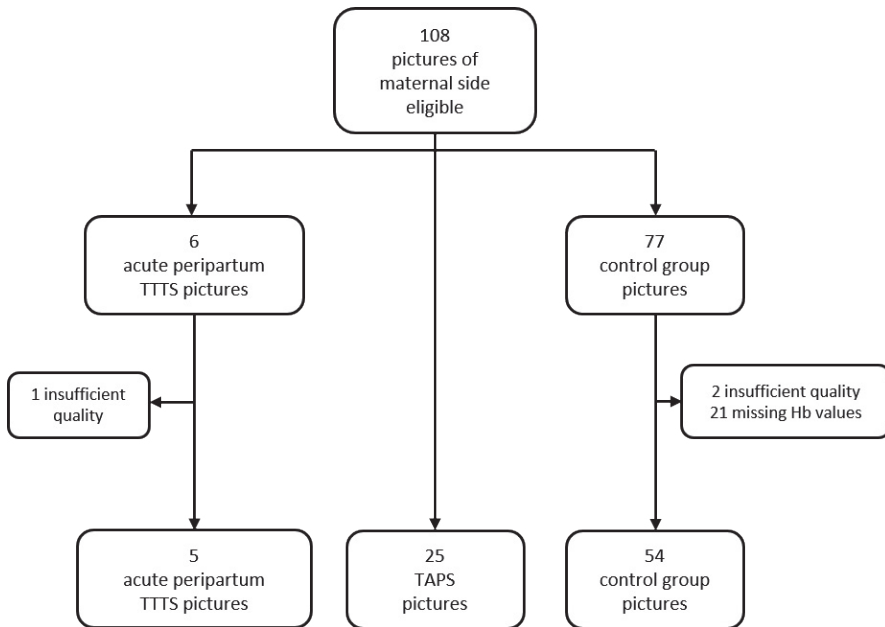 108
pictures of
maternal side
eligible
6
acute peripartum
TTTS pictures
77
control group
pictures
1 insufficient
quality
2 insufficient quality
21 missing Hb values
5
acute peripartum
TTTS pictures
25
TAPS
pictures
54
control group
pictures